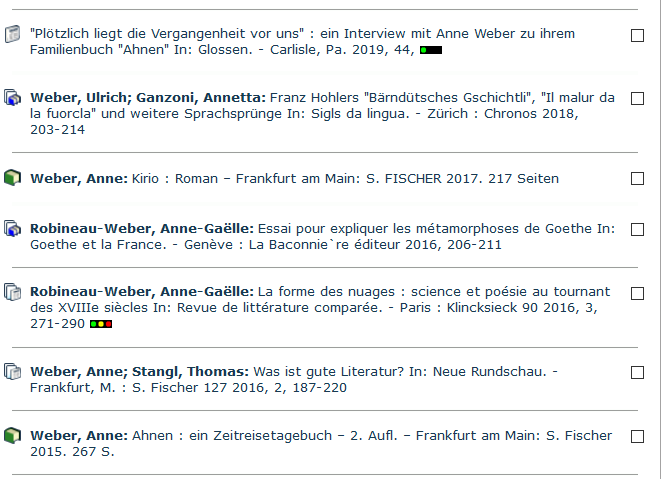 "Plötzlich liegt die Vergangenheit vor uns" : ein Interview mit Anne Weber zu ihrem
Familienbuch "Ahnen" In: Glossen. - Carlisle, Pa. 2019, 44,
Weber, Ulrich; Ganzoni, Annetta: Franz Hohlers "Bärndütsches Gschichtli", "Il malur da
la fuorcla" und weitere Sprachsprünge In: Sigls da lingua. - Zürich : Chronos 2018,
203-214
Weber, Anne: Kirio : Roman – Frankfurt am Main: S. FISCHER 2017. 217 Seiten
Robineau-Weber, Anne-Gaëlle: Essai pour expliquer les métamorphoses de Goethe In:
Goethe et la France. - Genève : La Baconnie`re éditeur 2016, 206-211
Robineau-Weber, Anne-Gaëlle: La forme des nuages : science et poésie au tournant
des XVIIIe siècles In: Revue de littérature comparée. - Paris : Klincksieck 90 2016, 3,
271-290
Weber, Anne; Stangl, Thomas: Was ist gute Literatur? In: Neue Rundschau. -
Frankfurt, M. : S. Fischer 127 2016, 2, 187-220
Weber, Anne: Ahnen : ein Zeitreisetagebuch – 2. Aufl. – Frankfurt am Main: S. Fischer
2015. 267 S.